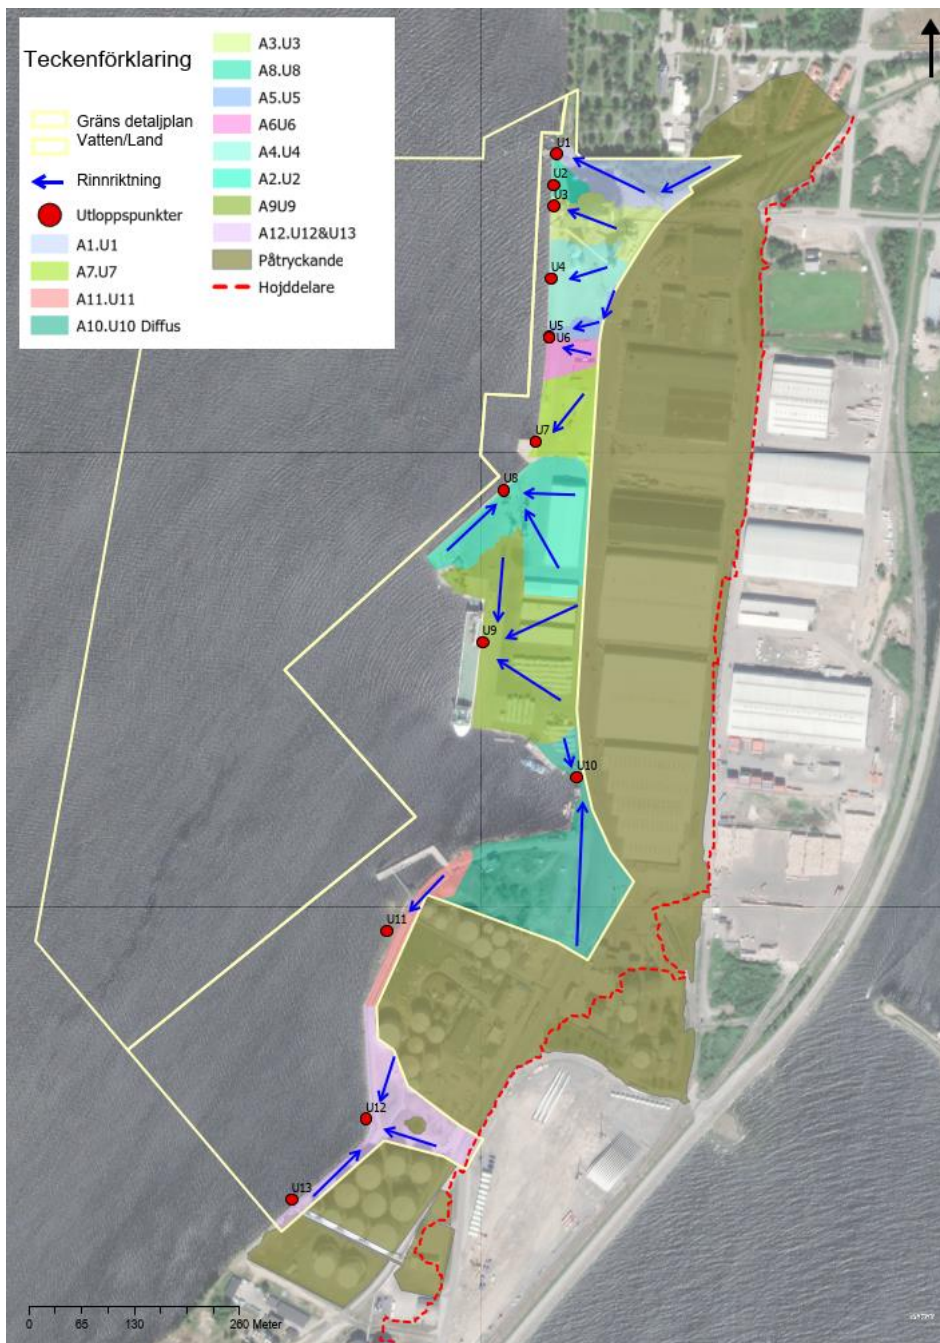 Teckenförklaring
Gräns detaljplan
Vatten/Land
Rinnriktning
Utloppspunkter
A1.U1
A7.U7
A11.U11
A10.U10 Diffus
A3.U3
A8.U8
A5.U5
A6U6
A4.U4
A2.U2
A9U9
A12.U12&U13
Påtryckande
Hojddelare
U1
U2
U3
U4
U5
U6
U7
U8
U9
U10
U11
U12
U13
0 65 130 260 Meter